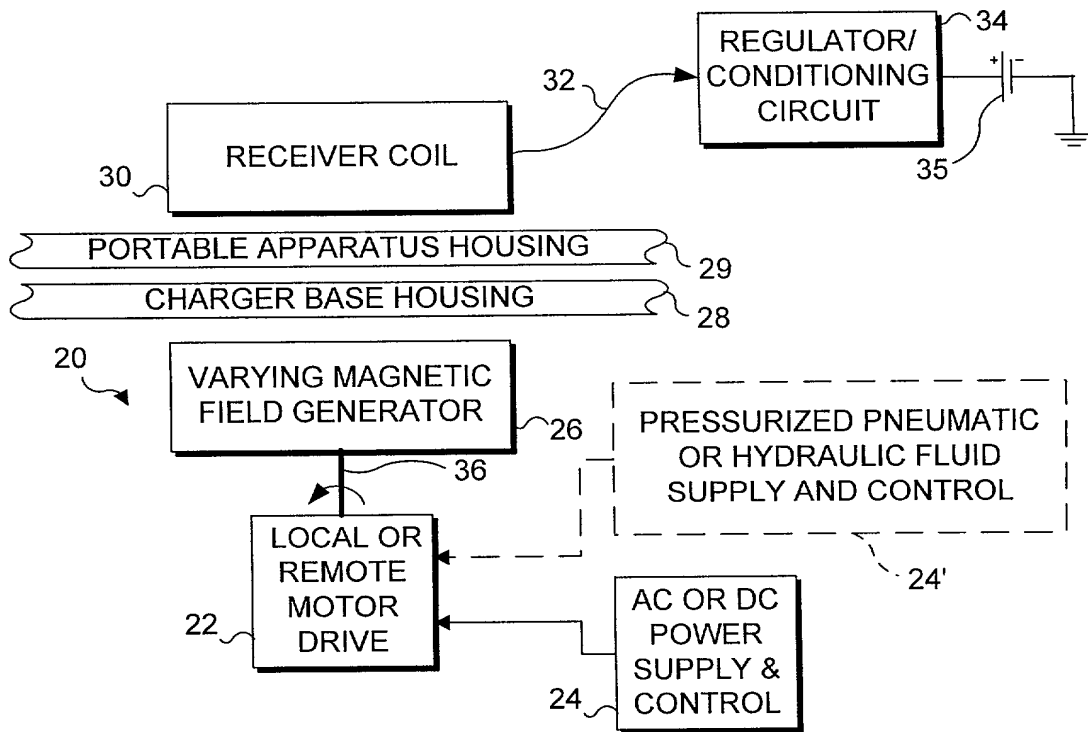 34
REGULATOR/
CONDITIONING
CIRCUIT
+ -
32
35
RECEIVER COIL
30
PORTABLE APPARATUS HOUSING
29
CHARGER BASE HOUSING
28
20
VARYING MAGNETIC
FIELD GENERATOR
26
36
PRESSURIZED PNEUMATIC
OR HYDRAULIC FLUID
SUPPLY AND CONTROL
24'
LOCAL OR
REMOTE
MOTOR
DRIVE
22
AC OR DC
POWER
SUPPLY &
CONTROL
24